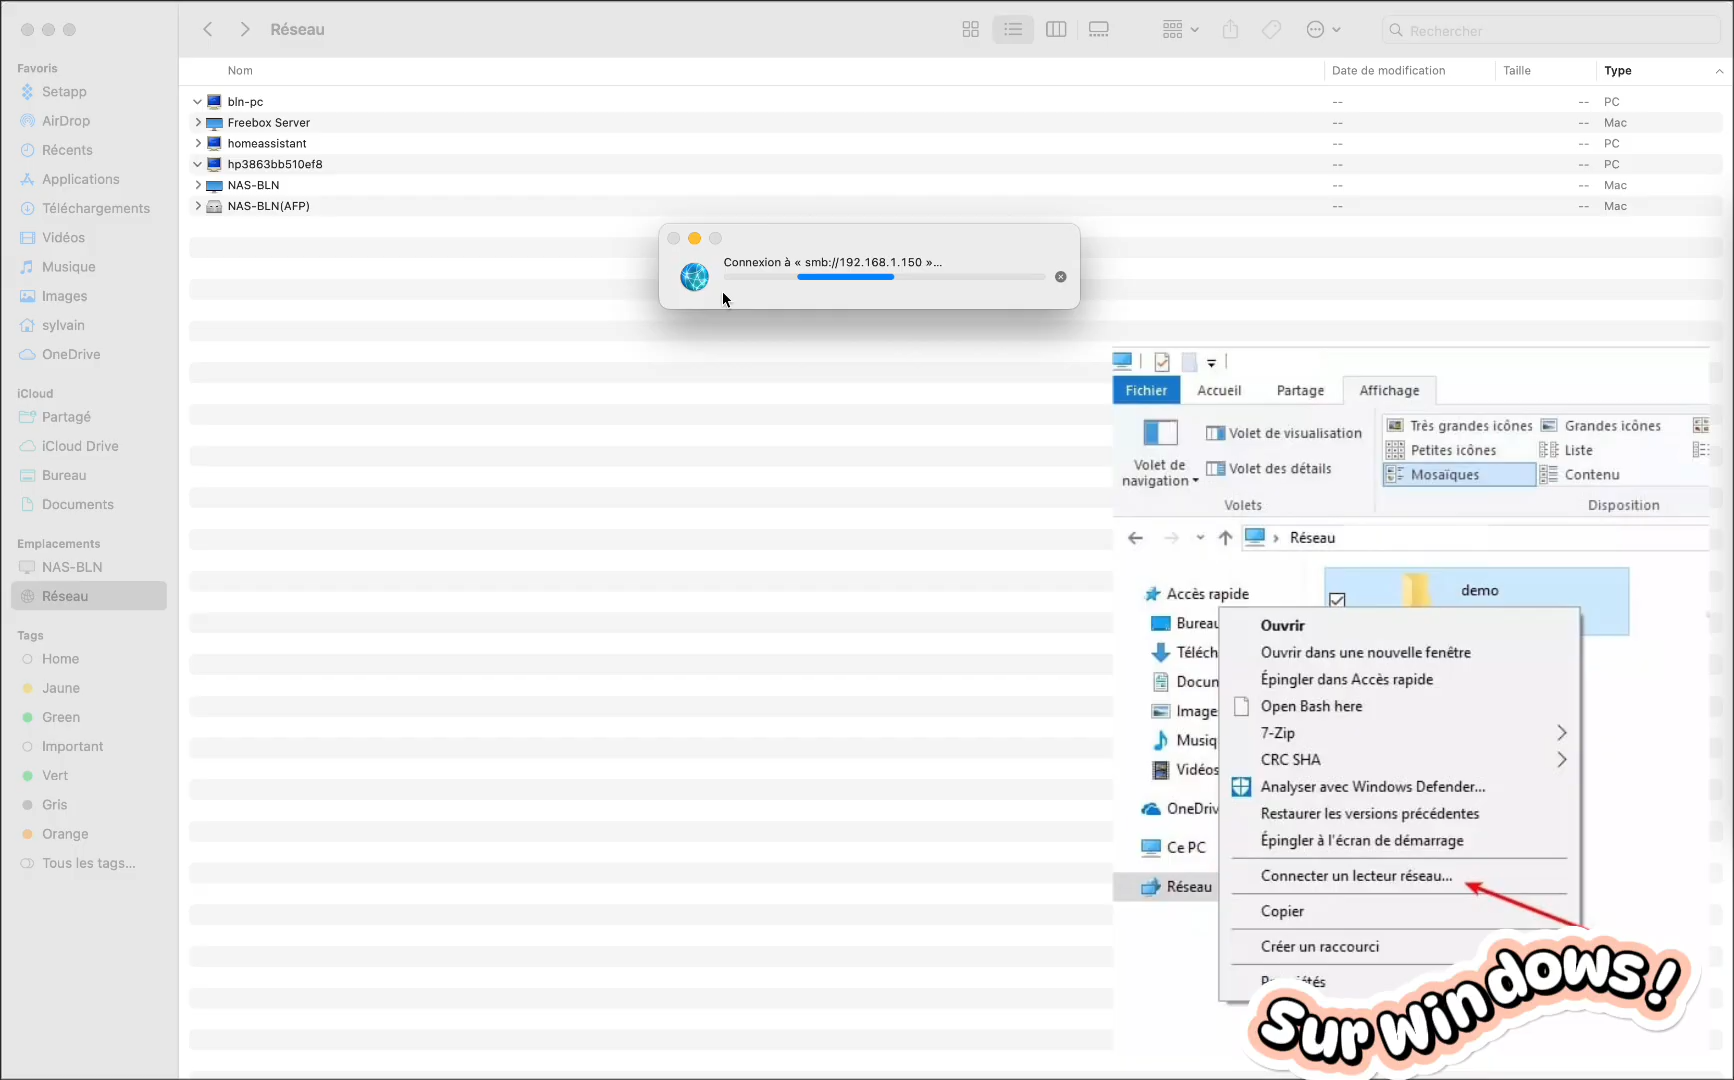 Réseau
Rechercher
Favoris
Setapp
AirDrop
Récents
Applications
Téléchargements
Vidéos
Musique
Images
sylvain
OneDrive
iCloud
Partagé
iCloud Drive
Bureau
Documents
Emplacements
NAS-BLN
Réseau
Tags
Home
Jaune
Green
Important
Vert
Gris
Orange
Tous les tags...
Nom Date de modification Taille Type
bln-pc -- -- PC
Freebox Server -- -- Mac
homeassistant -- -- PC
hp3863bb510ef8 -- -- PC
NAS-BLN -- -- Mac
NAS-BLN(AFP) -- -- Mac
Connexion à « smb://192.168.1.150 »...
Fichier Accueil Partage Affichage
Volet de navigation
Volet de visualisation
Volet des détails
Volets
Très grandes icônes Grandes icônes
Petites icônes Liste
Mosaïques Contenu
Disposition
Réseau
Accès rapide
Bureau
Téléch
Docum
Image
Musiq
Vidéos
OneDriv
Ce PC
Réseau
demo
Ouvrir
Ouvrir dans une nouvelle fenêtre
Épingler dans Accès rapide
Open Bash here
7-Zip
CRC SHA
Analyser avec Windows Defender...
Restaurer les versions précédentes
Épingler à l'écran de démarrage
Connecter un lecteur réseau...
Copier
Créer un raccourci
Sur windows!